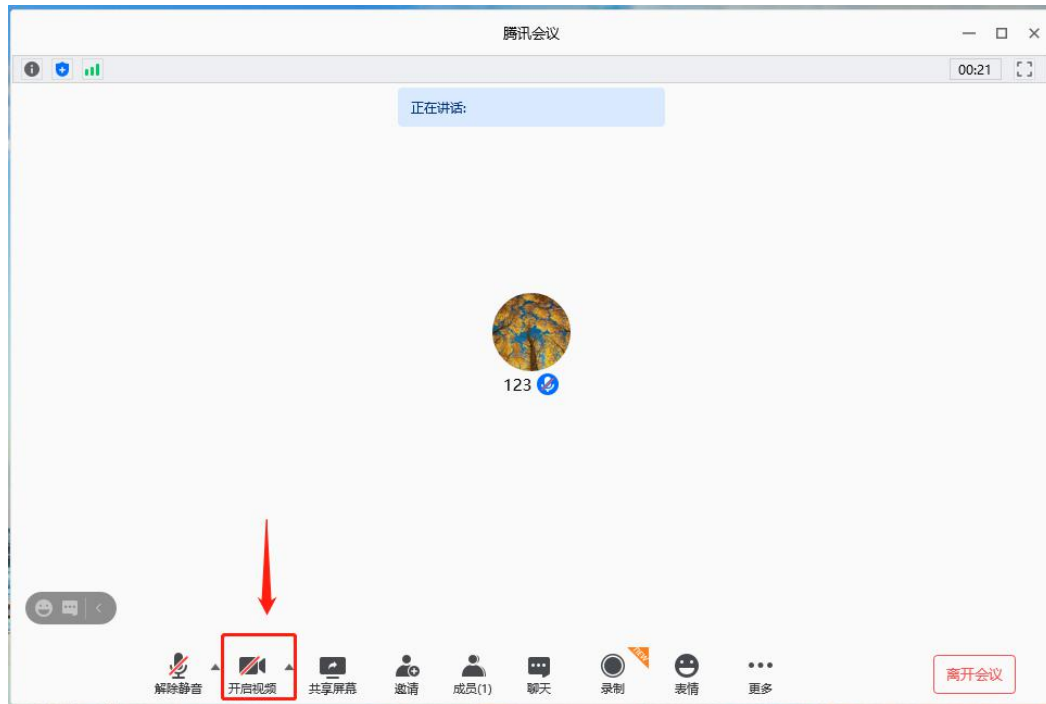 腾讯会议
00:21
正在讲话:
123
解除静音
开启视频
共享屏幕
邀请
成员(1)
聊天
录制
NEW
表情
更多
离开会议